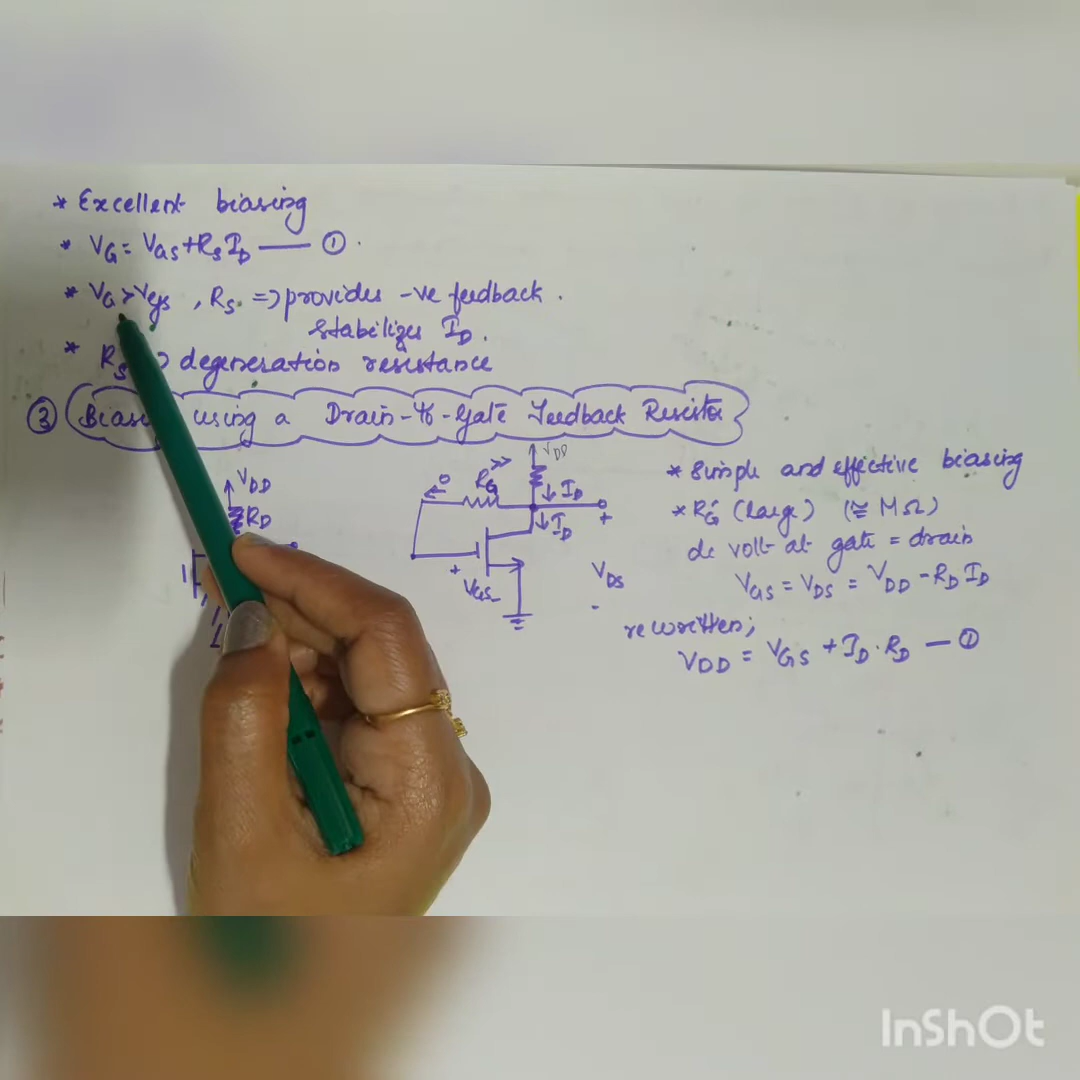 * Excellent biasing
* VG = VGS + RS ID —— ①.
* VG > VGS , RS. => provides -ve feedback.
stabilizes ID.
* RS degeneration resistance
③ Biasing using a Drain-to-Gate Feedback Resistor
VDD
RD
VDD
RG >>
0
ID
ID
+
+
VGS -
VDS
-
* Simple and effective biasing
* RG (large) (≅ MΩ)
dc volt at gate = drain
VGS = VDS = VDD - RD ID
rewritten;
VDD = VGS + ID . RD — ①
InShOt